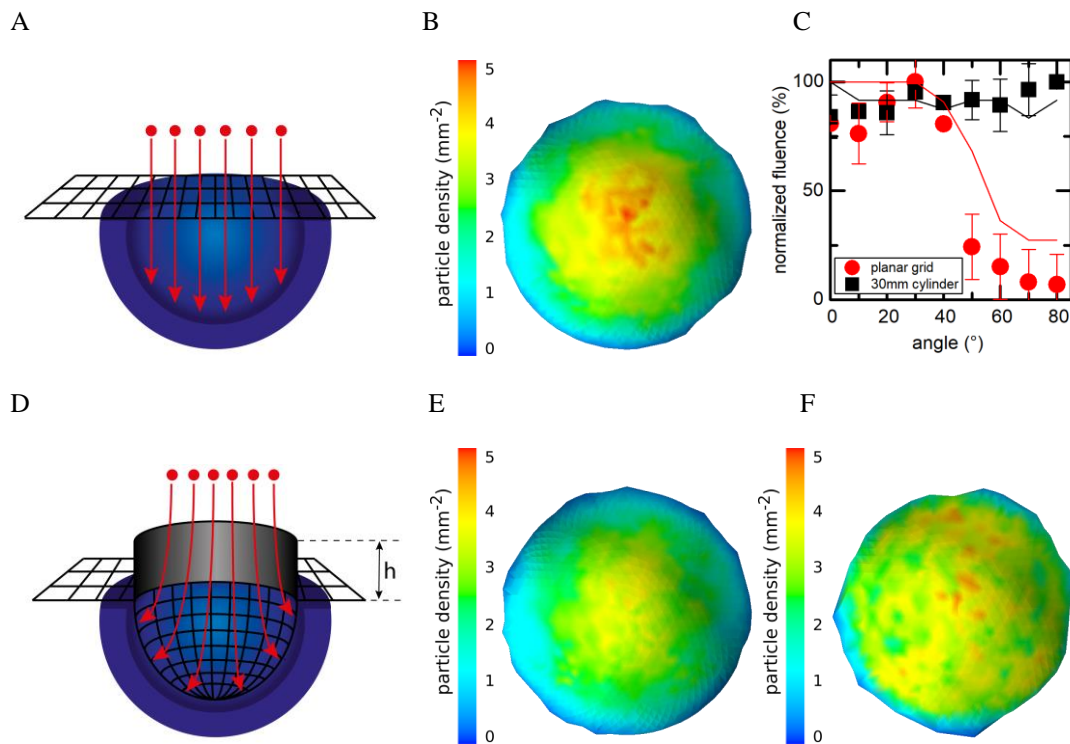 A
B
C
particle density (mm-2)
5
4
3
2
1
0
normalized fluence (%)
100
50
0
planar grid
30mm cylinder
0 20 40 60 80
angle (°)
D
E
F
h
particle density (mm-2)
5
4
3
2
1
0
particle density (mm-2)
5
4
3
2
1
0